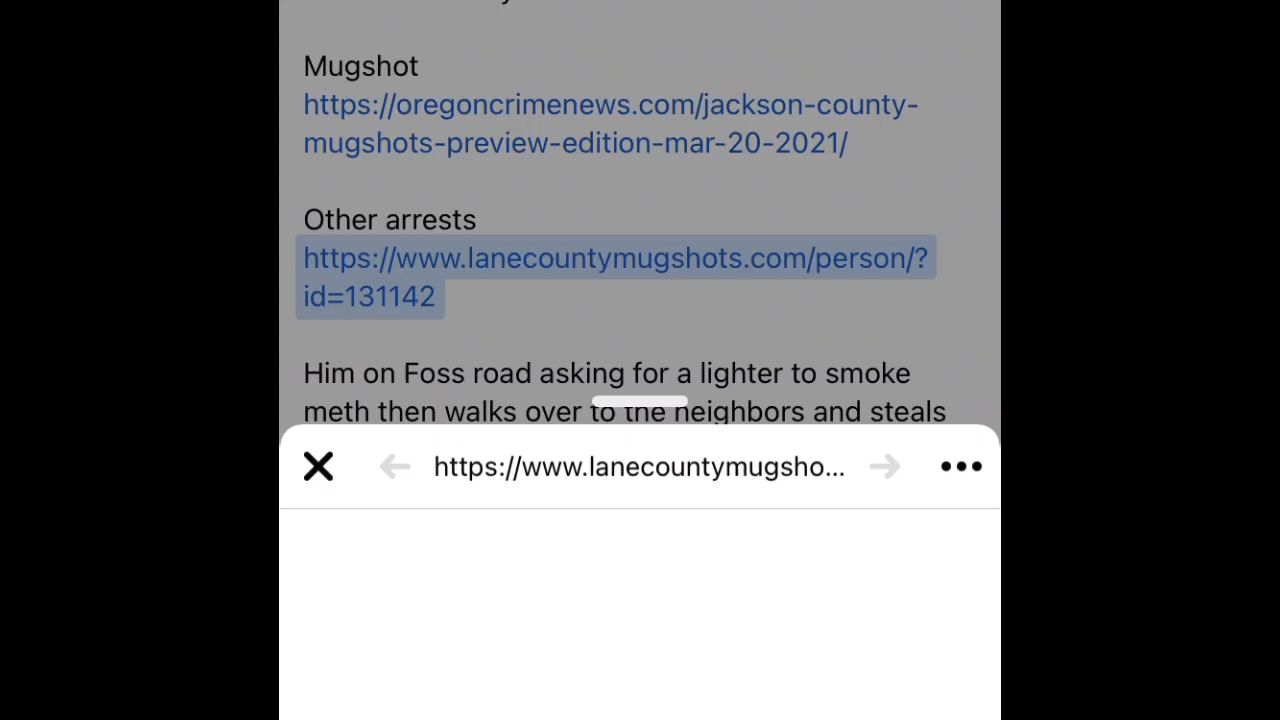 Mugshot
https://oregoncrimenews.com/jackson-county-
mugshots-preview-edition-mar-20-2021/
Other arrests
https://www.lanecountymugshots.com/person/?
id=131142
Him on Foss road asking for a lighter to smoke
meth then walks over to the neighbors and steals
https://www.lanecountymugsho...